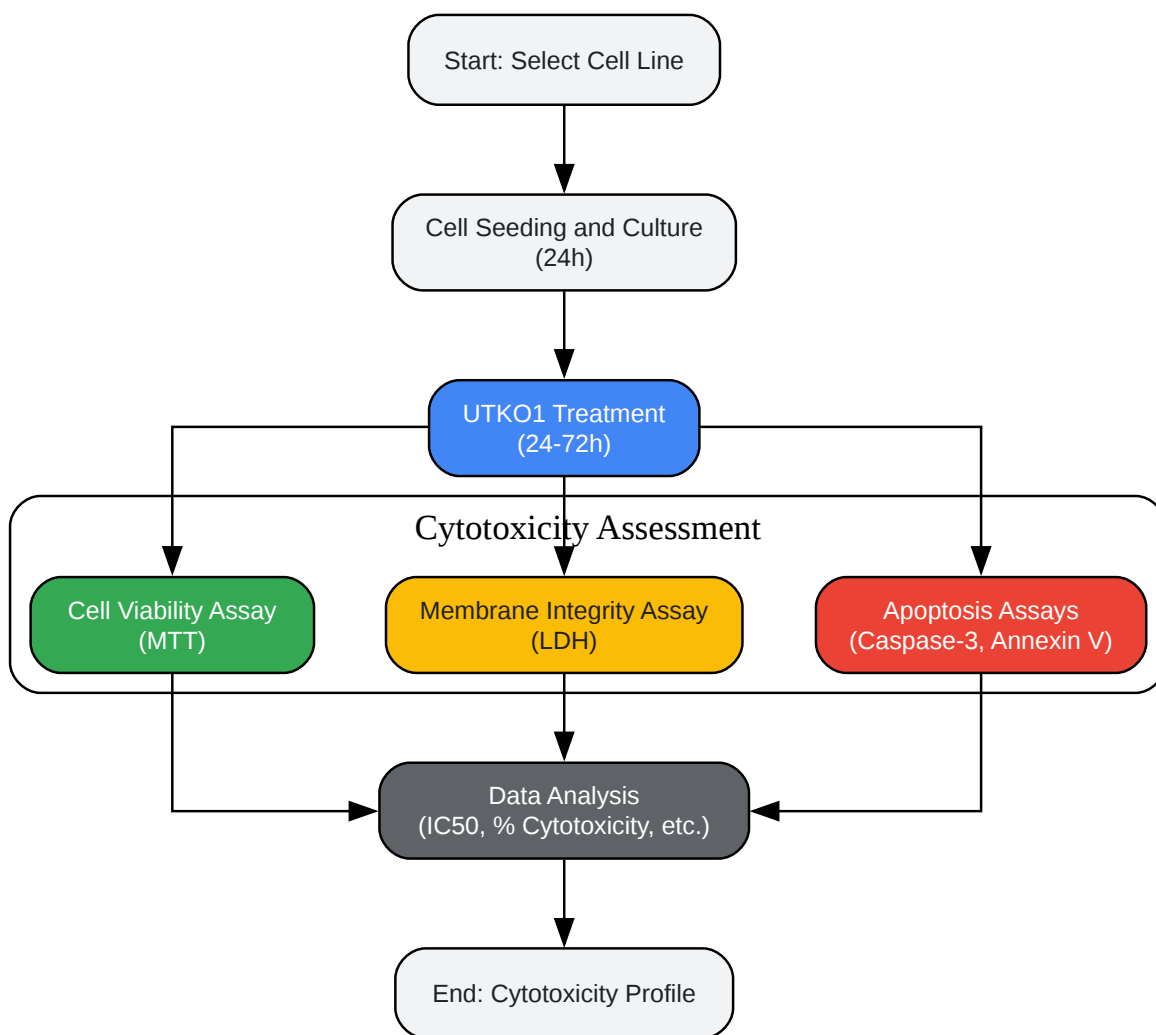 Start: Select Cell Line
Cell Seeding and Culture
(24h)
UTKO1 Treatment
(24-72h)
Cytotoxicity Assessment
Cell Viability Assay
(MTT)
Membrane Integrity Assay
(LDH)
Apoptosis Assays
(Caspase-3, Annexin V)
Data Analysis
(IC50, % Cytotoxicity, etc.)
End: Cytotoxicity Profile